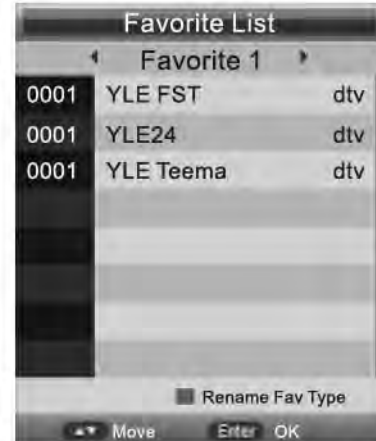 Favorite List
Favorite 1
0001 YLE FST dtv
0001 YLE24 dtv
0001 YLE Teema dtv
Rename Fav Type
Move Enter OK